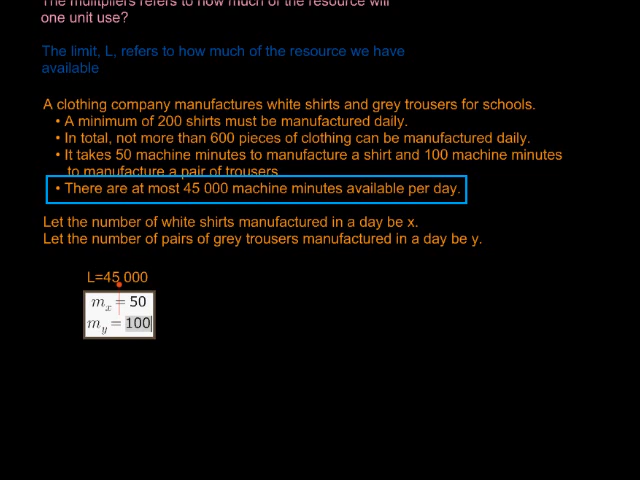 The mulitpliers refers to how much of the resource will
one unit use?
The limit, L, refers to how much of the resource we have
available
A clothing company manufactures white shirts and grey trousers for schools.
• A minimum of 200 shirts must be manufactured daily.
• In total, not more than 600 pieces of clothing can be manufactured daily.
• It takes 50 machine minutes to manufacture a shirt and 100 machine minutes
to manufacture a pair of trousers.
• There are at most 45 000 machine minutes available per day.
Let the number of white shirts manufactured in a day be x.
Let the number of pairs of grey trousers manufactured in a day be y.
L=45 000
m_x = 50
m_y = 100